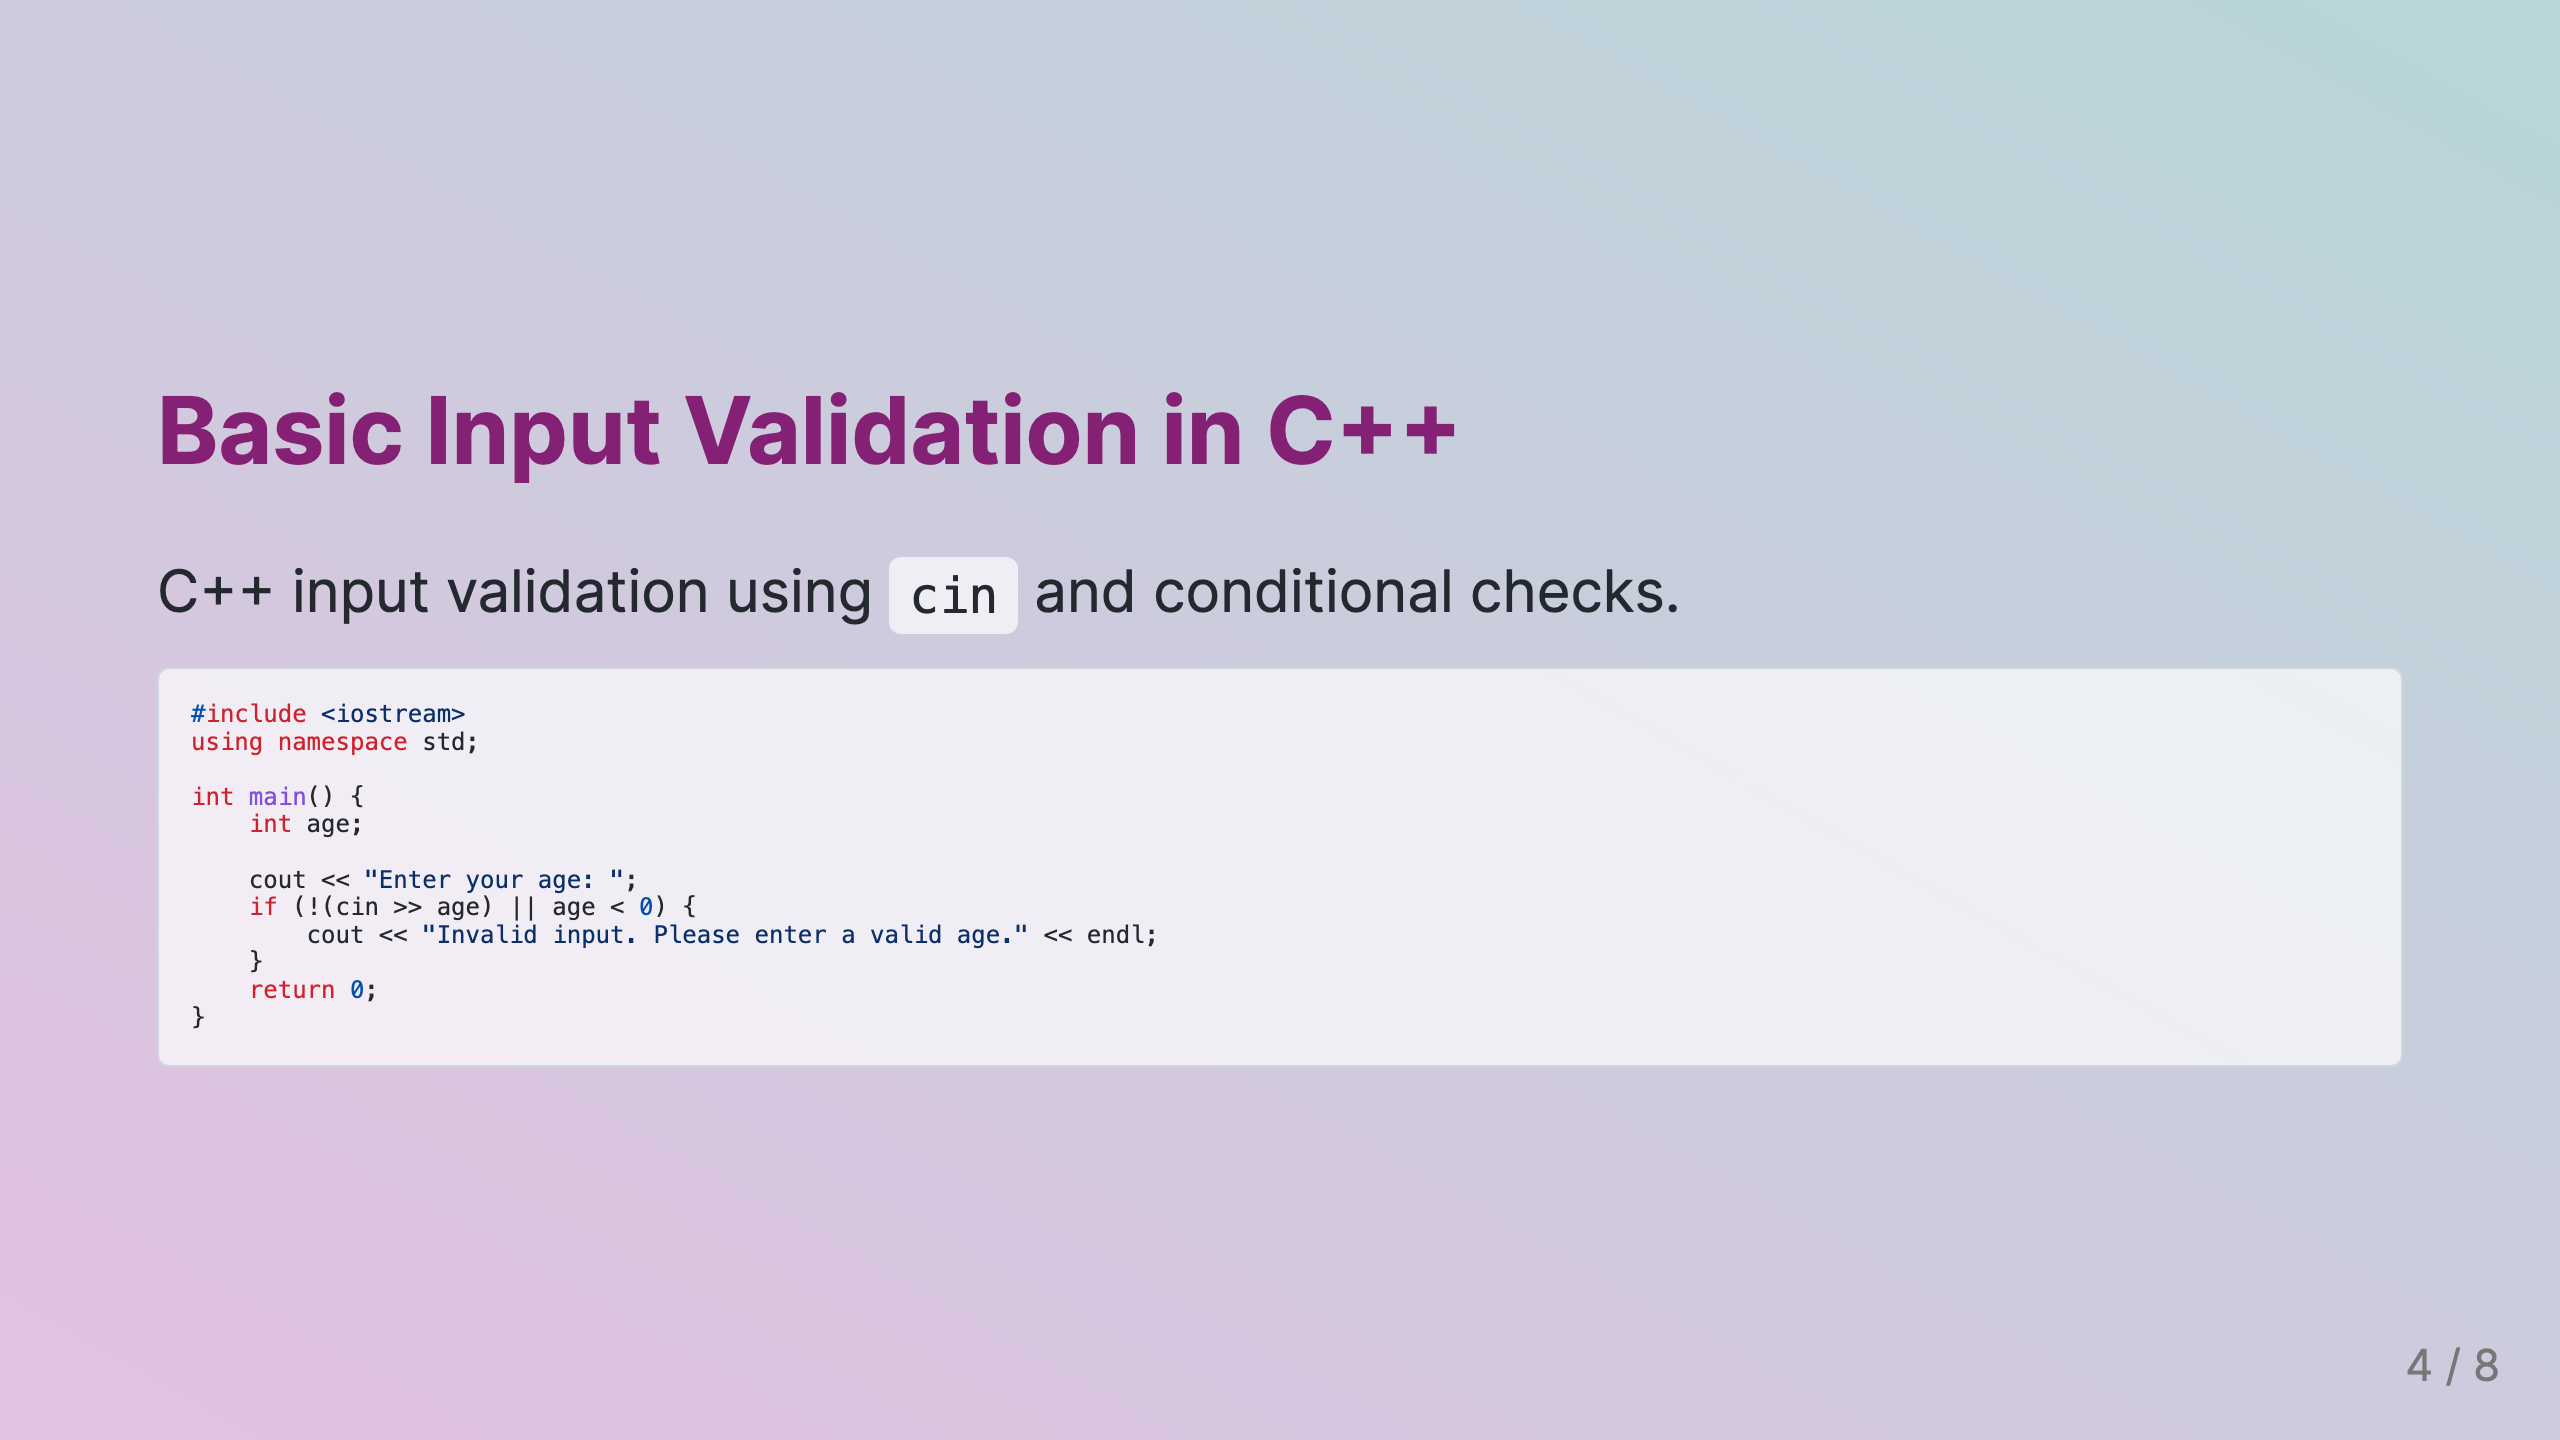 Basic Input Validation in C++
C++ input validation using cin and conditional checks.
#include <iostream>
using namespace std;
int main() {
    int age;
    cout << "Enter your age: ";
    if (!(cin >> age) || age < 0) {
        cout << "Invalid input. Please enter a valid age." << endl;
    }
    return 0;
}
4 / 8